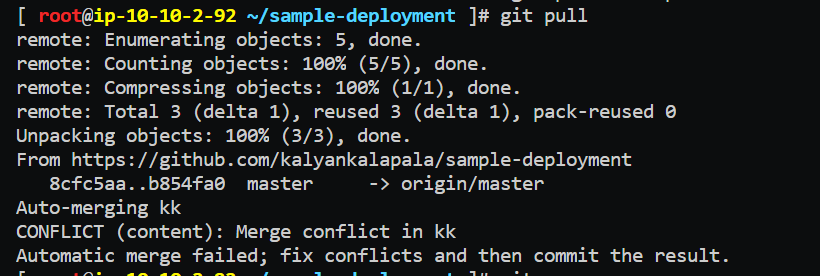 [ root@ip-10-10-2-92 ~/sample-deployment ]# git pull
remote: Enumerating objects: 5, done.
remote: Counting objects: 100% (5/5), done.
remote: Compressing objects: 100% (1/1), done.
remote: Total 3 (delta 1), reused 3 (delta 1), pack-reused 0
Unpacking objects: 100% (3/3), done.
From https://github.com/kalyankalapala/sample-deployment
   8cfc5aa..b854fa0  master     -> origin/master
Auto-merging kk
CONFLICT (content): Merge conflict in kk
Automatic merge failed; fix conflicts and then commit the result.